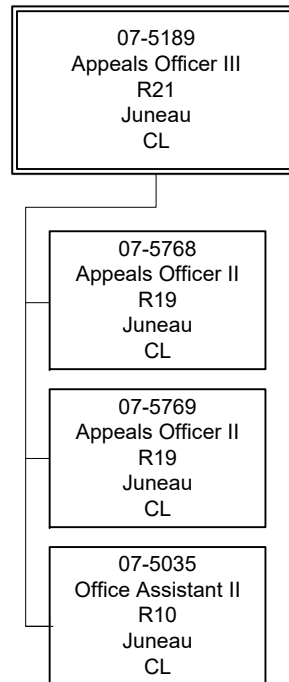 07-5189
Appeals Officer III
R21
Juneau
CL
07-5768
Appeals Officer II
R19
Juneau
CL
07-5769
Appeals Officer II
R19
Juneau
CL
07-5035
Office Assistant II
R10
Juneau
CL